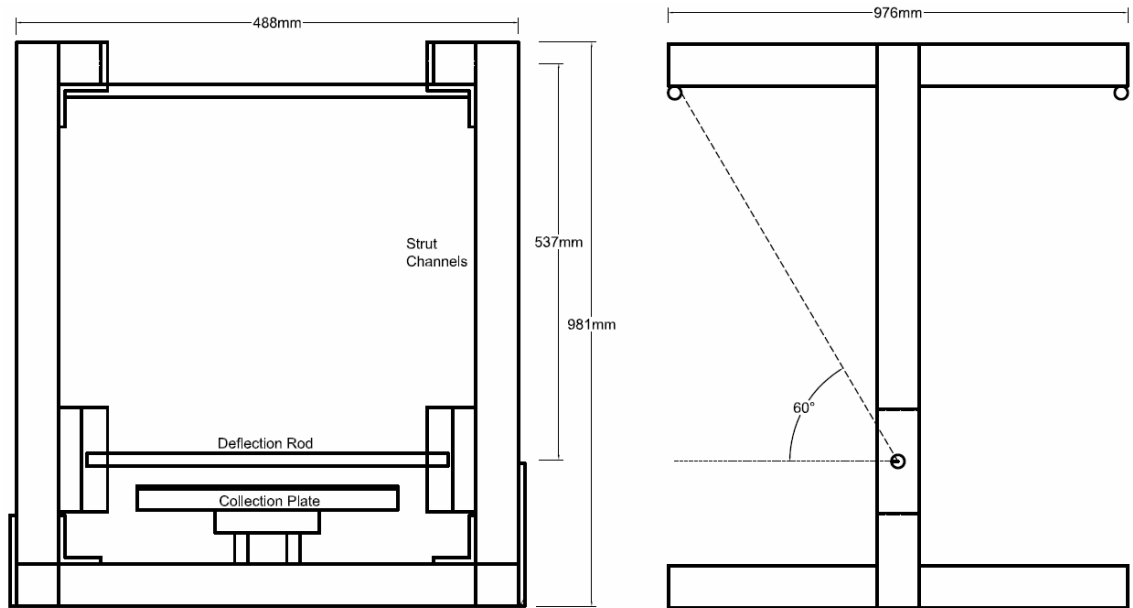 488mm
976mm
Strut
Channels
537mm
981mm
60°
Deflection Rod
Collection Plate